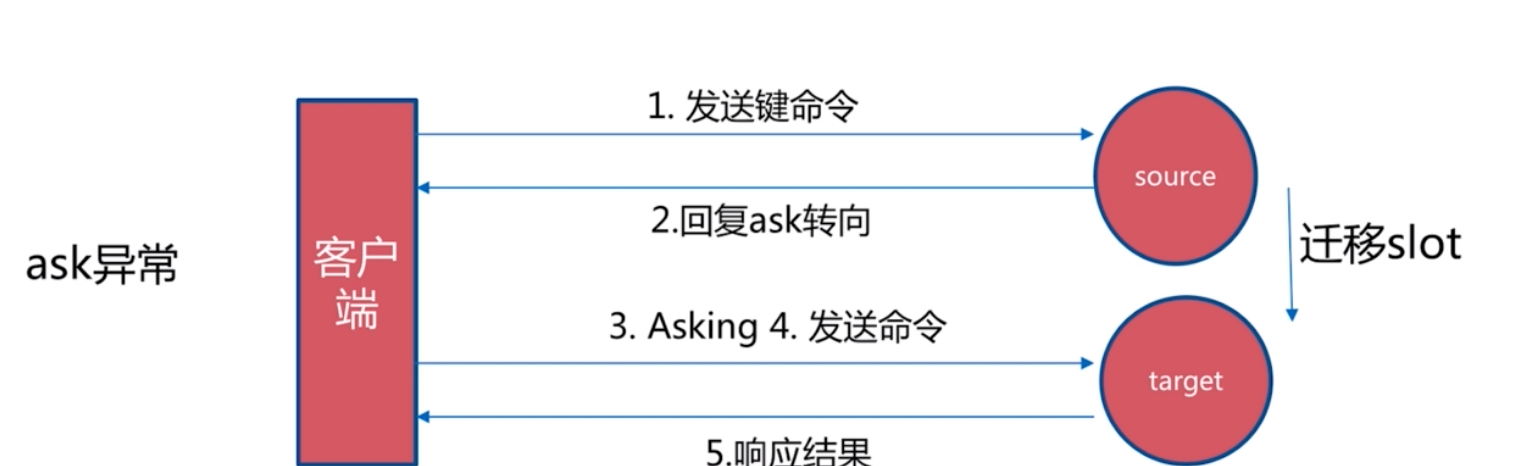 1. 发送键命令
source
2.回复ask转向
迁移slot
ask异常
客户
端
3. Asking 4. 发送命令
target
5.响应结果